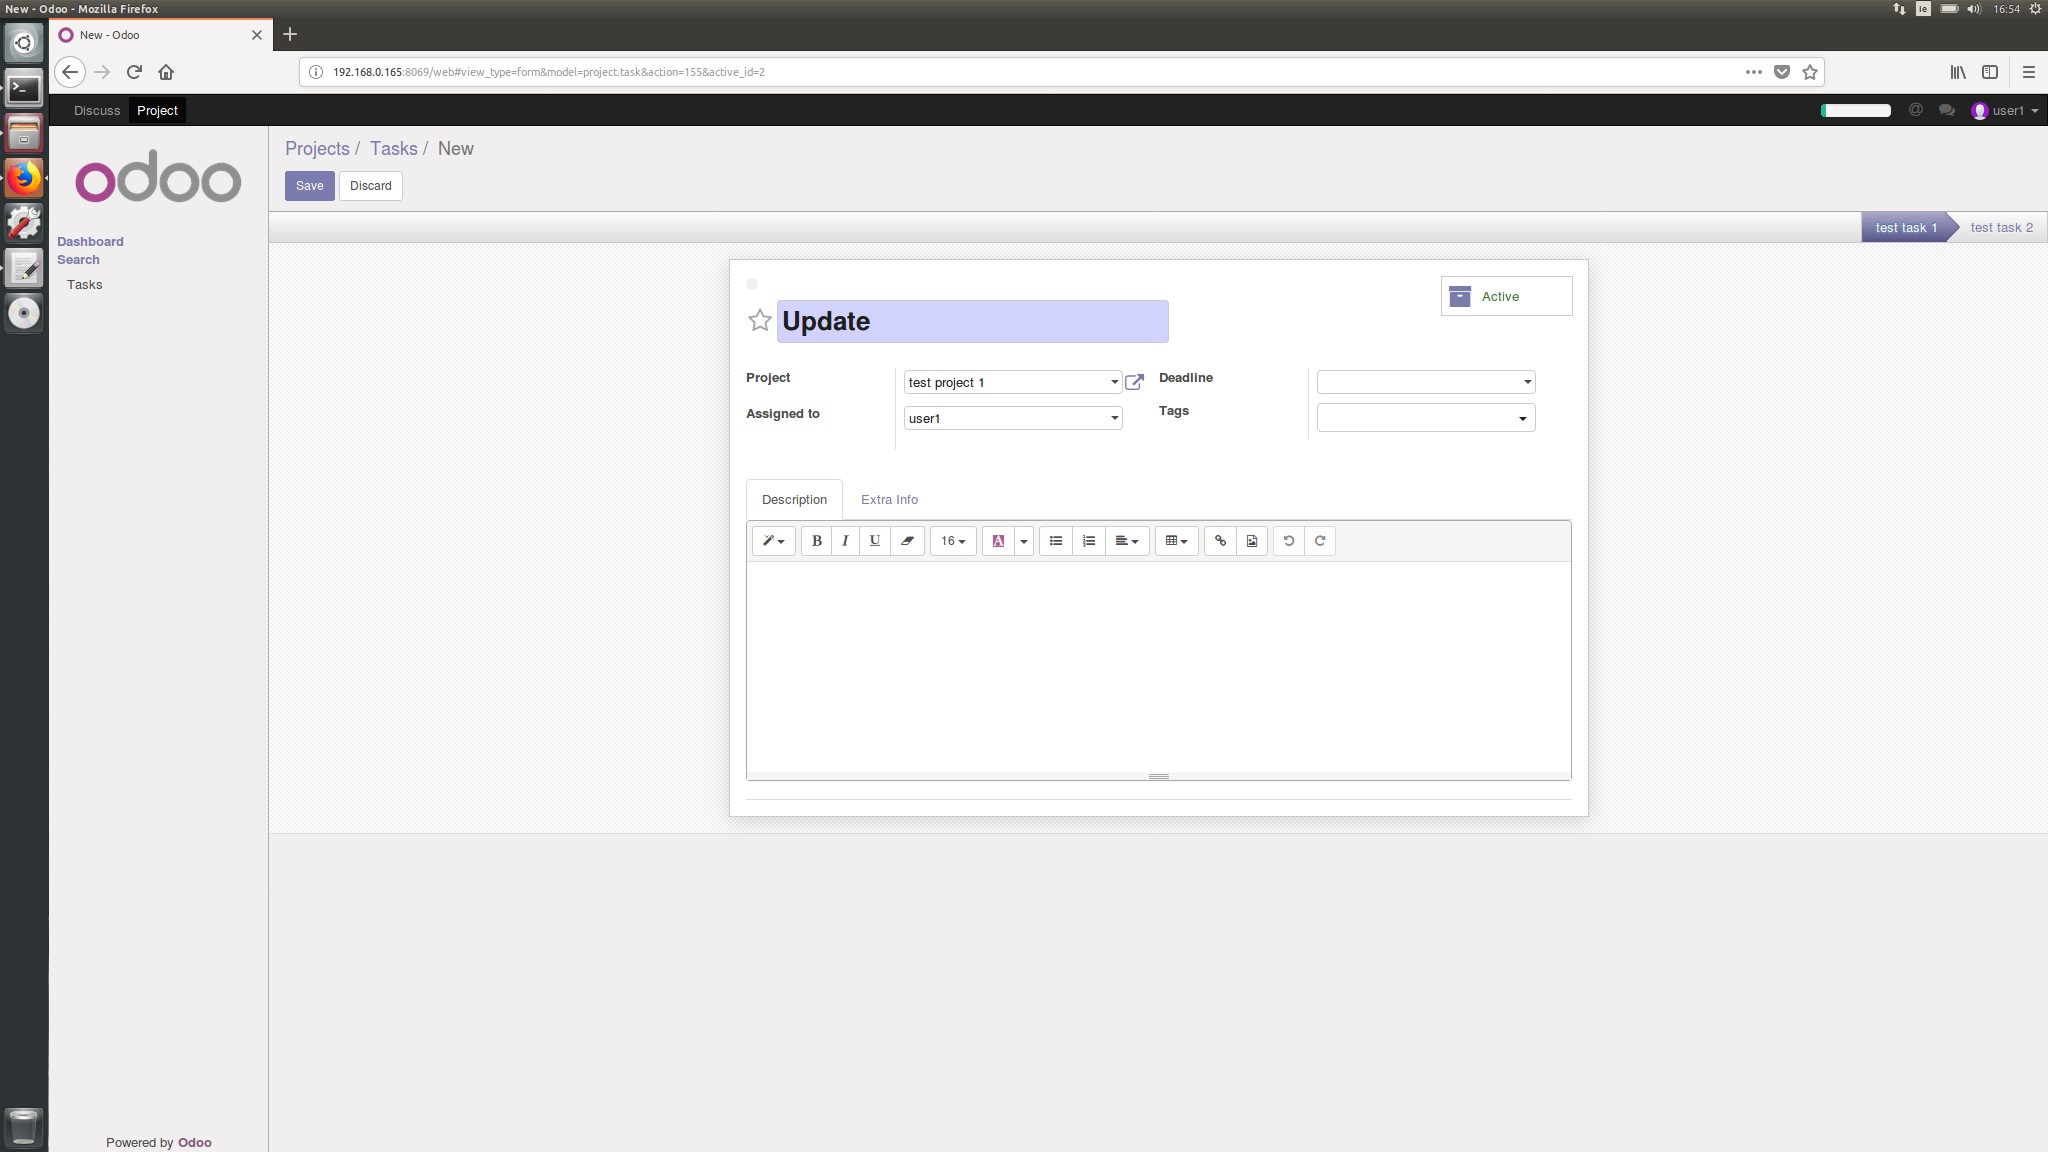 New - Odoo - Mozilla Firefox
Ie
16:54
New - Odoo
192.168.0.165:8069/web#view_type=form&model=project.task&action=155&active_id=2
Discuss Project
user1
odoo
Projects / Tasks / New
Save Discard
test task 1 test task 2
Dashboard
Search
Tasks
Active
Update
Project test project 1 Deadline
Assigned to user1 Tags
Description Extra Info
B I U 16 A
Powered by Odoo